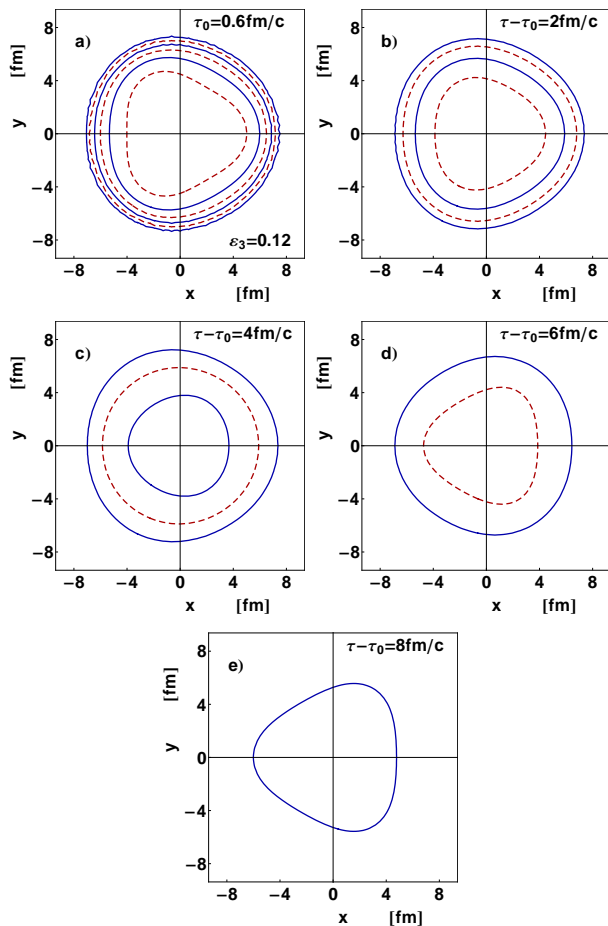 a) τ₀=0.6fm/c
[fm]
8
4
0
−4
−8
y
ε₃=0.12
−8 −4 0 4 8
x [fm]
b) τ−τ₀=2fm/c
[fm]
8
4
0
−4
−8
y
−8 −4 0 4 8
x [fm]
c) τ−τ₀=4fm/c
[fm]
8
4
0
−4
−8
y
−8 −4 0 4 8
x [fm]
d) τ−τ₀=6fm/c
[fm]
8
4
0
−4
−8
y
−8 −4 0 4 8
x [fm]
e) τ−τ₀=8fm/c
[fm]
8
4
0
−4
−8
y
−8 −4 0 4 8
x [fm]